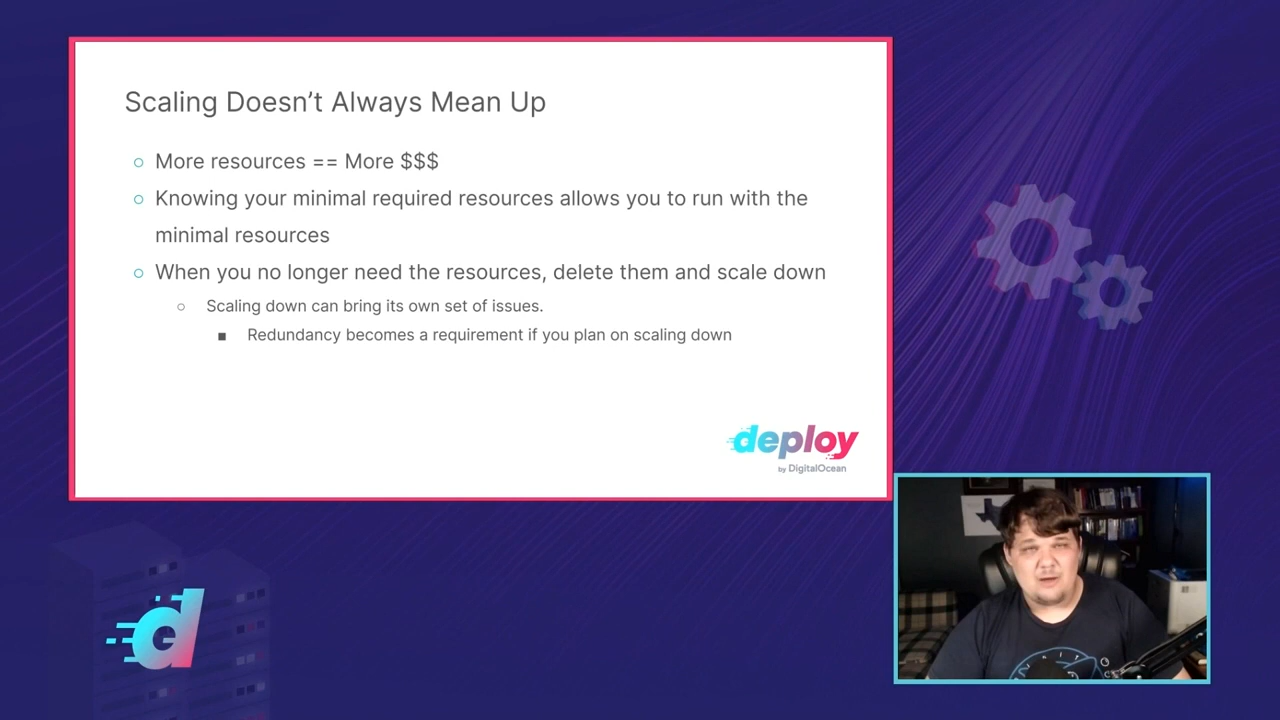 Scaling Doesn't Always Mean Up
More resources == More $$$
Knowing your minimal required resources allows you to run with the
minimal resources
When you no longer need the resources, delete them and scale down
Scaling down can bring its own set of issues.
Redundancy becomes a requirement if you plan on scaling down
deploy
by DigitalOcean
d